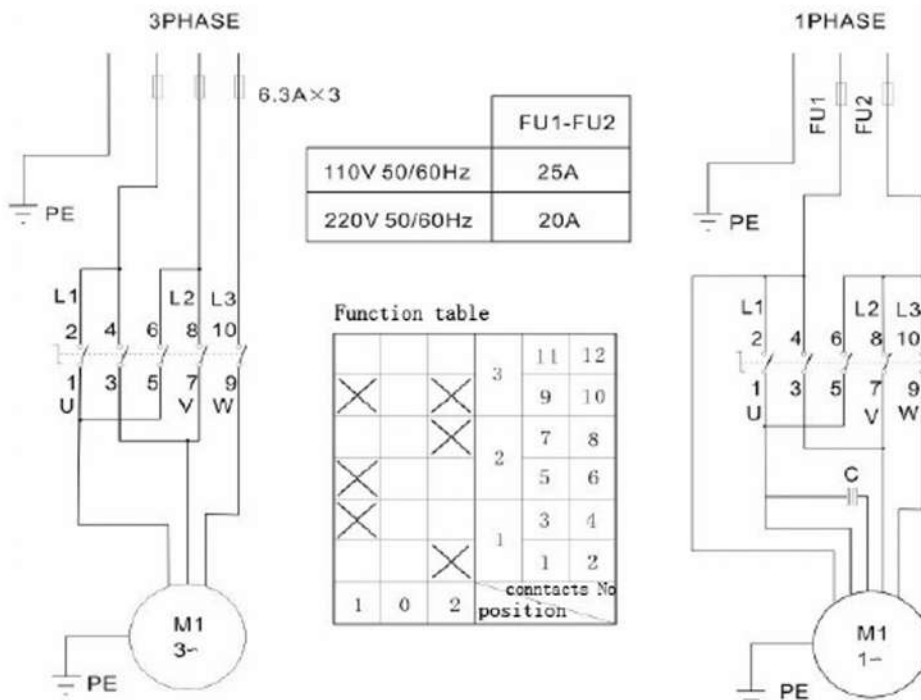 3PHASE
6.3A×3
PE
L1 L2 L3
2 4 6 8 10
1 3 5 7 9
U V W
M1
3~
PE
FU1-FU2
110V 50/60Hz 25A
220V 50/60Hz 20A
Function table
3 11 12
9 10
2 7 8
5 6
1 3 4
1 2
1 0 2 conntacts No
position
1PHASE
FU1 FU2
PE
L1 L2 L3
2 4 6 8 10
1 3 5 7 9
U V W
C
M1
1~
PE